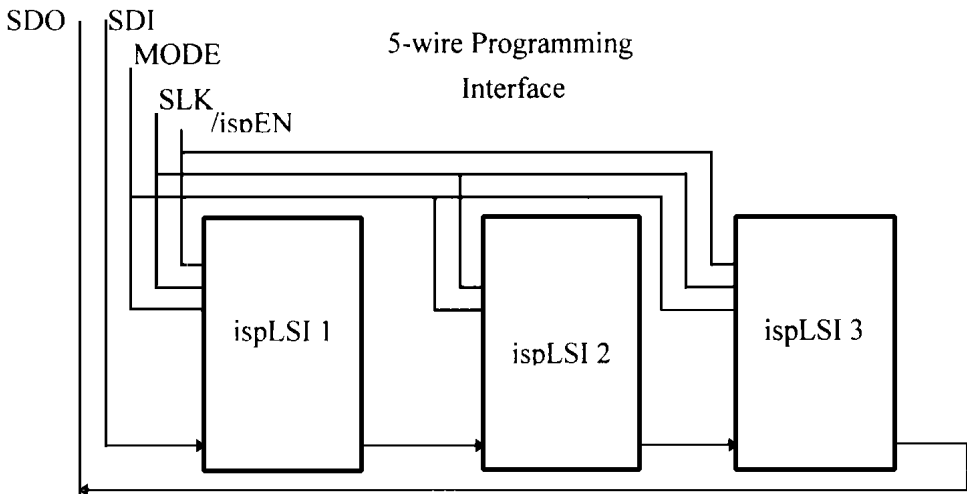 SDO SDI
5-wire Programming
MODE
Interface
SLK
/ispEN
ispLSI 1
ispLSI 2
ispLSI 3